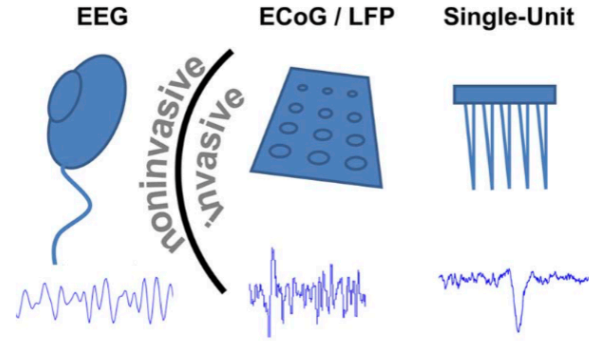 EEG
ECoG / LFP
Single-Unit
noninvasive
invasive